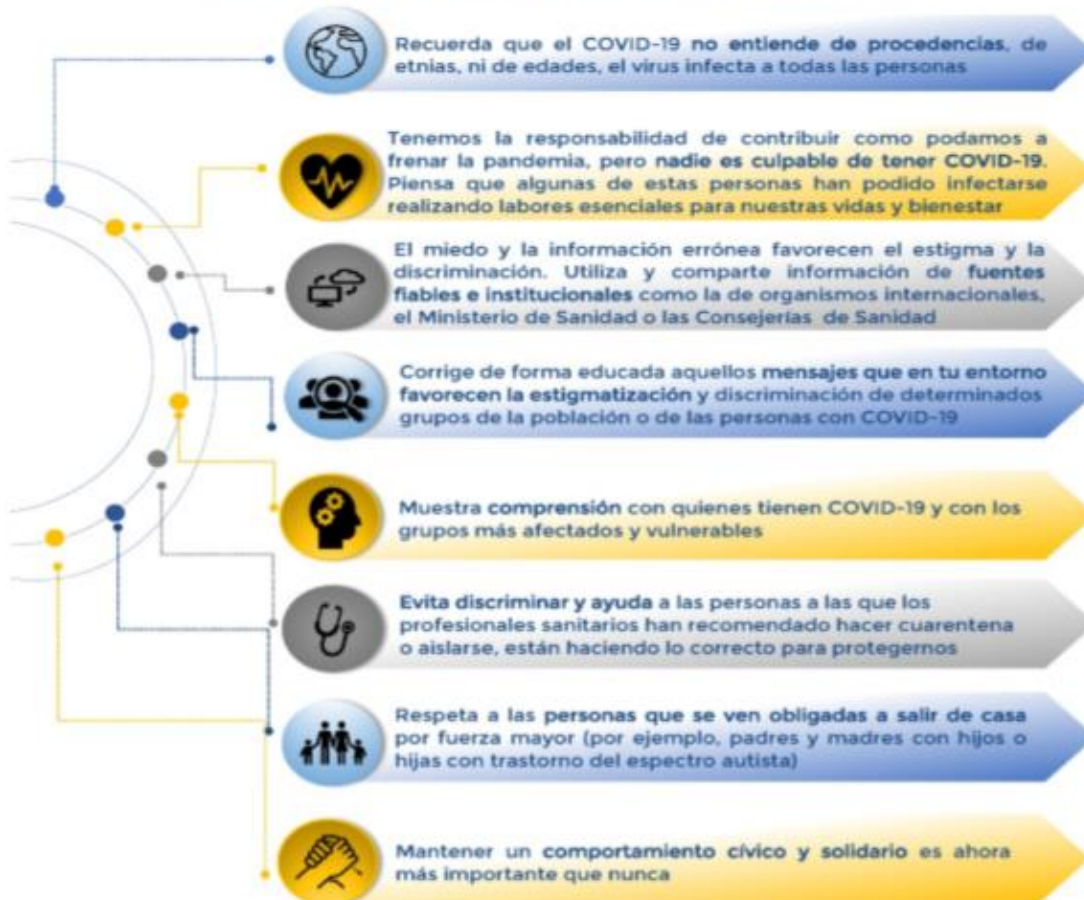 Recuerda que el COVID-19 no entiende de procedencias, de
etnias, ni de edades, el virus infecta a todas las personas
Tenemos la responsabilidad de contribuir como podamos a
frenar la pandemia, pero nadie es culpable de tener COVID-19.
Piensa que algunas de estas personas han podido infectarse
realizando labores esenciales para nuestras vidas y bienestar
El miedo y la información errónea favorecen el estigma y la
discriminación. Utiliza y comparte información de fuentes
fiables e institucionales como la de organismos internacionales,
el Ministerio de Sanidad o las Consejerías de Sanidad
Corrige de forma educada aquellos mensajes que en tu entorno
favorecen la estigmatización y discriminación de determinados
grupos de la población o de las personas con COVID-19
Muestra comprensión con quienes tienen COVID-19 y con los
grupos más afectados y vulnerables
Evita discriminar y ayuda a las personas a las que los
profesionales sanitarios han recomendado hacer cuarentena
o aislarse, están haciendo lo correcto para protegernos
Respeta a las personas que se ven obligadas a salir de casa
por fuerza mayor (por ejemplo, padres y madres con hijos o
hijas con trastorno del espectro autista)
Mantener un comportamiento cívico y solidario es ahora
más importante que nunca